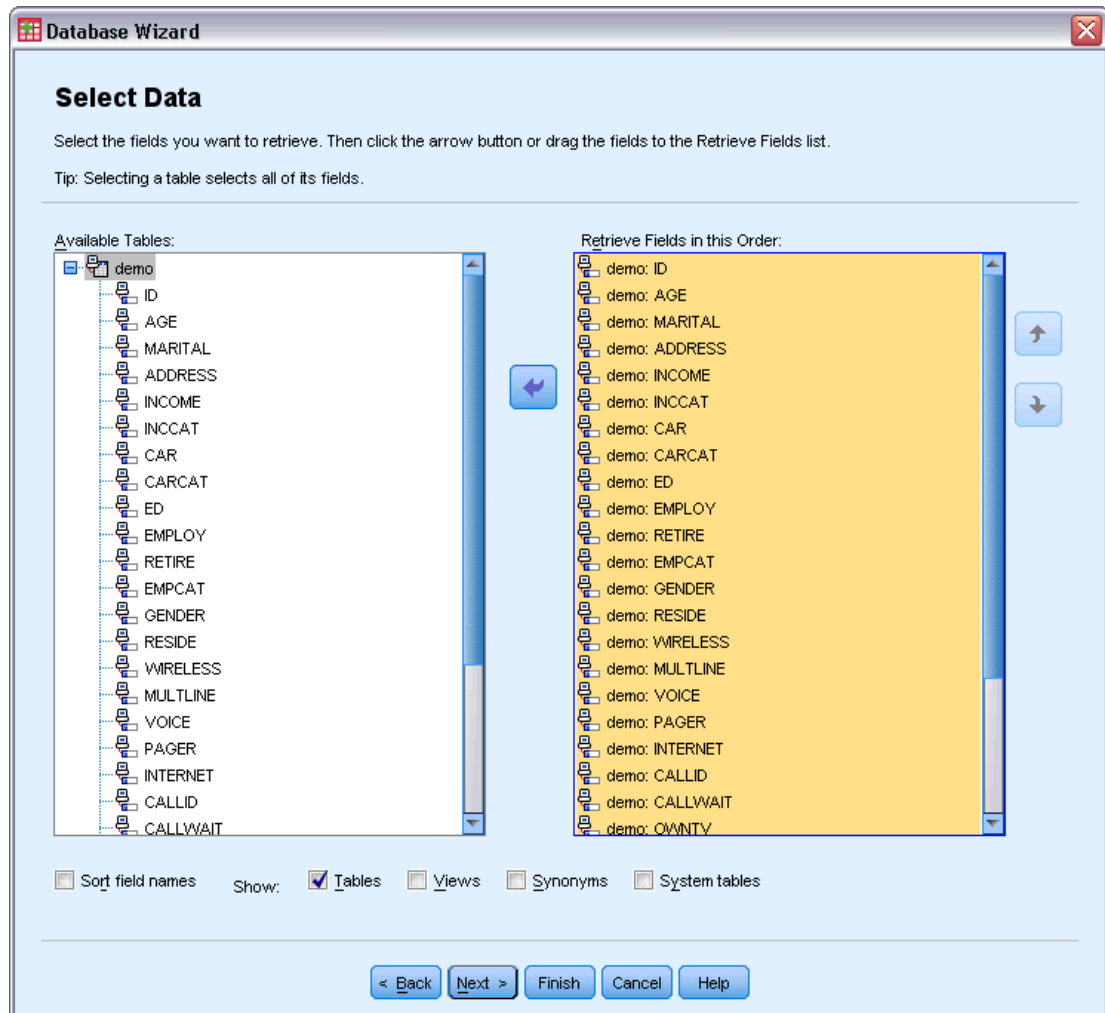 Database Wizard
Select Data
Select the fields you want to retrieve. Then click the arrow button or drag the fields to the Retrieve Fields list.
Tip: Selecting a table selects all of its fields.
Available Tables:
demo
ID
AGE
MARITAL
ADDRESS
INCOME
INCCAT
CAR
CARCAT
ED
EMPLOY
RETIRE
EMPCAT
GENDER
RESIDE
WIRELESS
MULTLINE
VOICE
PAGER
INTERNET
CALLID
CALLWAIT
Retrieve Fields in this Order:
demo: ID
demo: AGE
demo: MARITAL
demo: ADDRESS
demo: INCOME
demo: INCCAT
demo: CAR
demo: CARCAT
demo: ED
demo: EMPLOY
demo: RETIRE
demo: EMPCAT
demo: GENDER
demo: RESIDE
demo: WIRELESS
demo: MULTLINE
demo: VOICE
demo: PAGER
demo: INTERNET
demo: CALLID
demo: CALLWAIT
demo: OWNTV
Sort field names Show: Tables Views Synonyms System tables
< Back Next > Finish Cancel Help